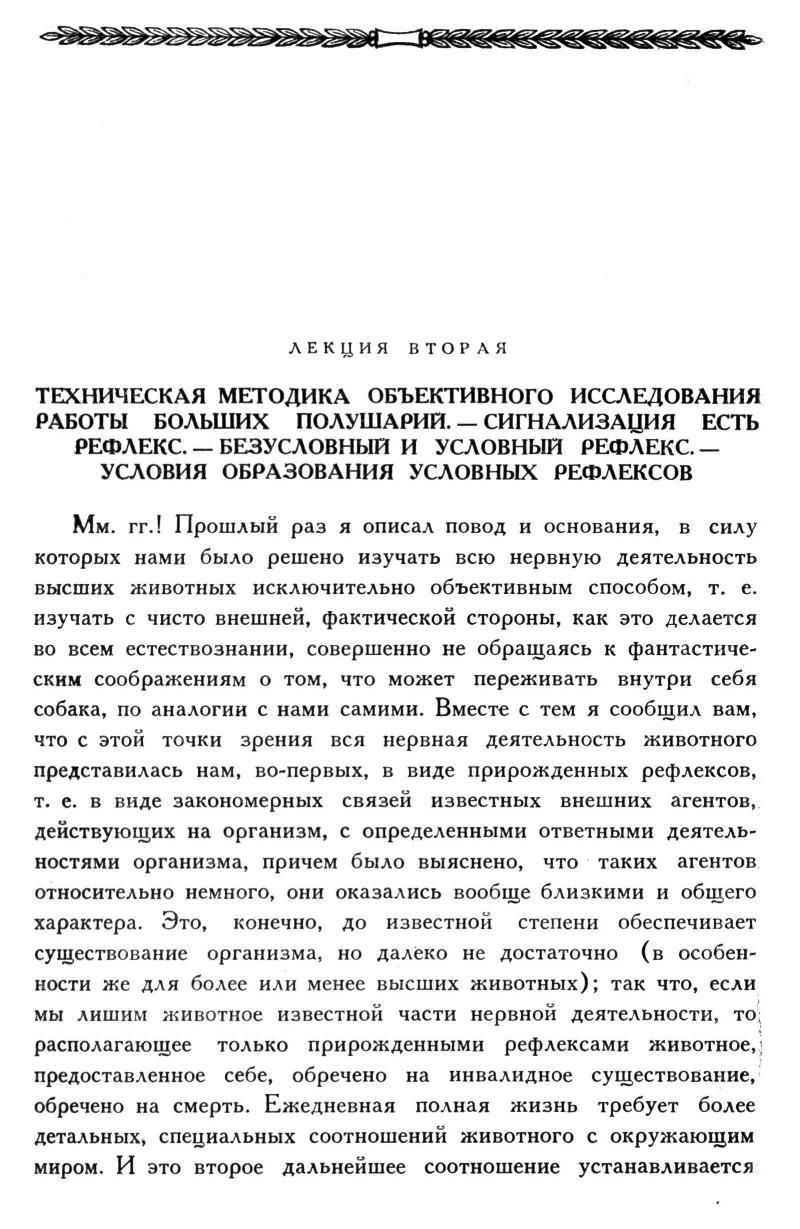 ЛЕКЦИЯ ВТОРАЯ
ТЕХНИЧЕСКАЯ МЕТОДИКА ОБЪЕКТИВНОГО ИССЛЕДОВАНИЯ
РАБОТЫ БОЛЬШИХ ПОЛУШАРИЙ. — СИГНАЛИЗАЦИЯ ЕСТЬ
РЕФЛЕКС. — БЕЗУСЛОВНЫЙ И УСЛОВНЫЙ РЕФЛЕКС. —
УСЛОВИЯ ОБРАЗОВАНИЯ УСЛОВНЫХ РЕФЛЕКСОВ
Мм. гг.! Прошлый раз я описал повод и основания, в силу
которых нами было решено изучать всю нервную деятельность
высших животных исключительно объективным способом, т. е.
изучать с чисто внешней, фактической стороны, как это делается
во всем естествознании, совершенно не обращаясь к фантастиче-
ским соображениям о том, что может переживать внутри себя
собака, по аналогии с нами самими. Вместе с тем я сообщил вам,
что с этой точки зрения вся нервная деятельность животного
представилась нам, во-первых, в виде прирожденных рефлексов,
т. е. в виде закономерных связей известных внешних агентов,
действующих на организм, с определенными ответными деятель-
ностями организма, причем было выяснено, что таких агентов
относительно немного, они оказались вообще близкими и общего
характера. Это, конечно, до известной степени обеспечивает
существование организма, но далеко не достаточно (в особен-
ности же для более или менее высших животных); так что, если
мы лишим животное известной части нервной деятельности, то
располагающее только прирожденными рефлексами животное,
предоставленное себе, обречено на инвалидное существование,
обречено на смерть. Ежедневная полная жизнь требует более
детальных, специальных соотношений животного с окружающим
миром. И это второе дальнейшее соотношение устанавливается